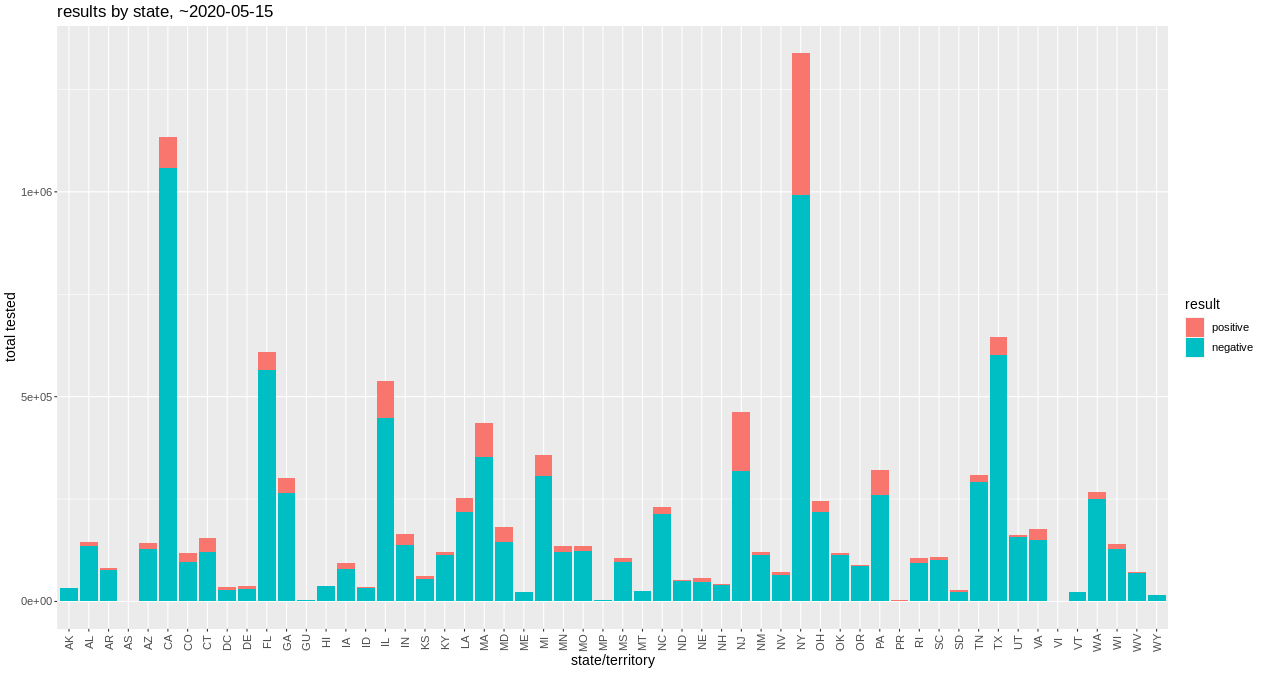 results by state, ~2020-05-15
total tested
1e+06
5e+05
0e+00
AK AL AR AS AZ CA CO CT DC DE FL GA GU HI IA ID IL IN KS KY LA MA MD ME MI MN MO MP MS MT NC ND NE NH NJ NM NV NY OH OK OR PA PR RI SC SD TN TX UT VA VI VT WA WI WV WY
state/territory
result
positive
negative